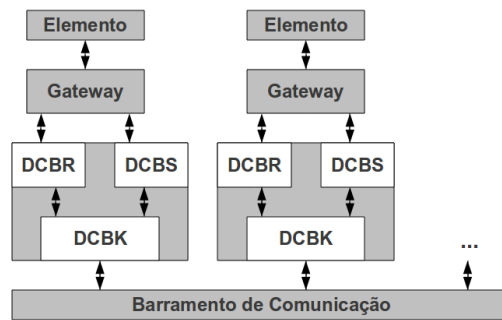 Elemento Elemento
Gateway Gateway
DCBR DCBS DCBR DCBS
DCBK DCBK
...
Barramento de Comunicação